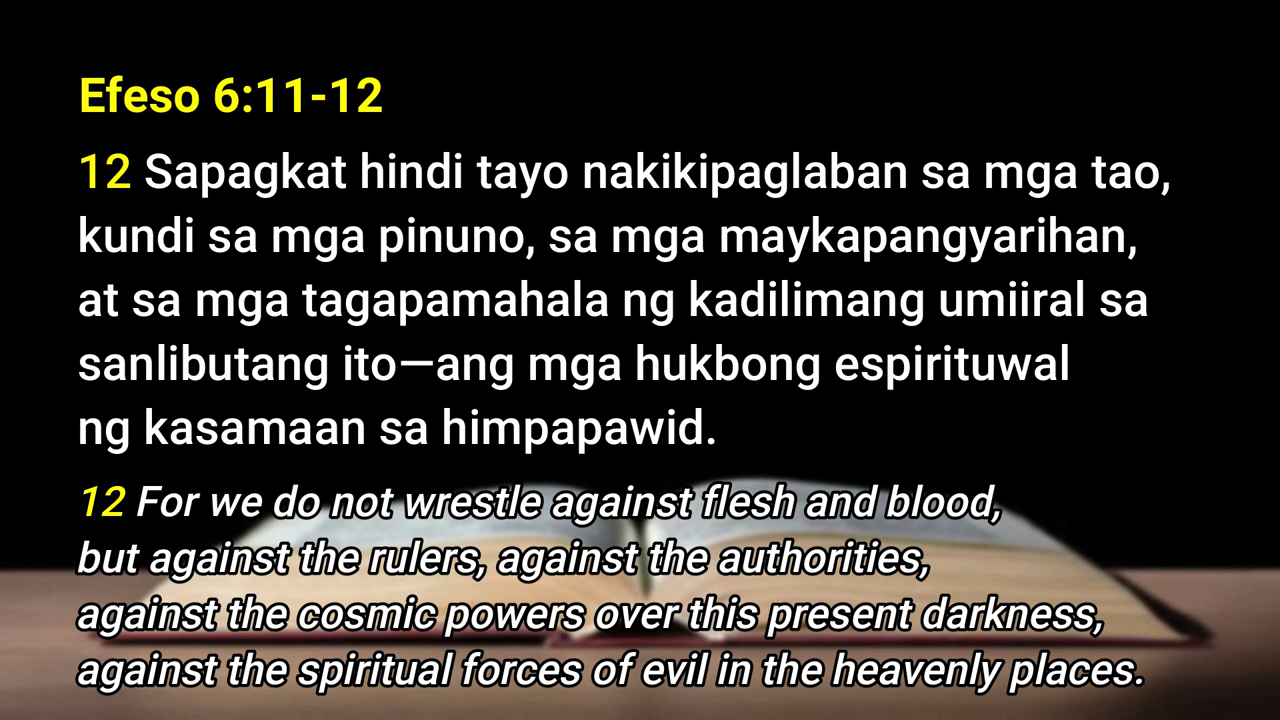 Efeso 6:11-12
12 Sapagkat hindi tayo nakikipaglaban sa mga tao,
kundi sa mga pinuno, sa mga maykapangyarihan,
at sa mga tagapamahala ng kadilimang umiiral sa
sanlibutang ito—ang mga hukbong espirituwal
ng kasamaan sa himpapawid.
12 For we do not wrestle against flesh and blood,
but against the rulers, against the authorities,
against the cosmic powers over this present darkness,
against the spiritual forces of evil in the heavenly places.